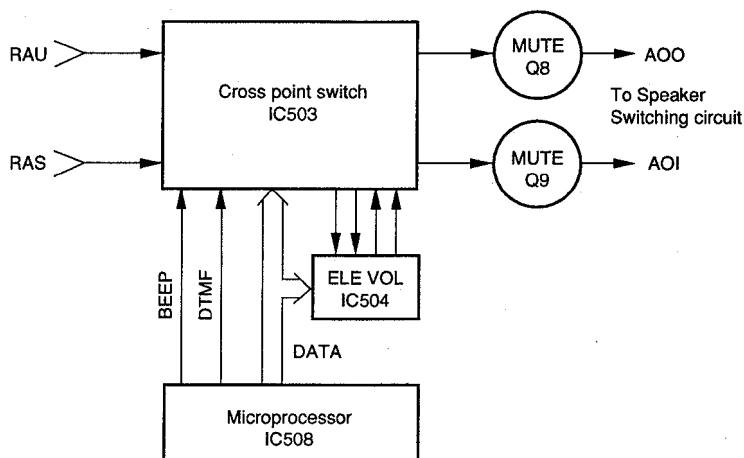 RAU
Cross point switch
IC503
MUTE
Q8
AOO
To Speaker
Switching circuit
RAS
MUTE
Q9
AOI
BEEP
DTMF
ELE VOL
IC504
DATA
Microprocessor
IC508